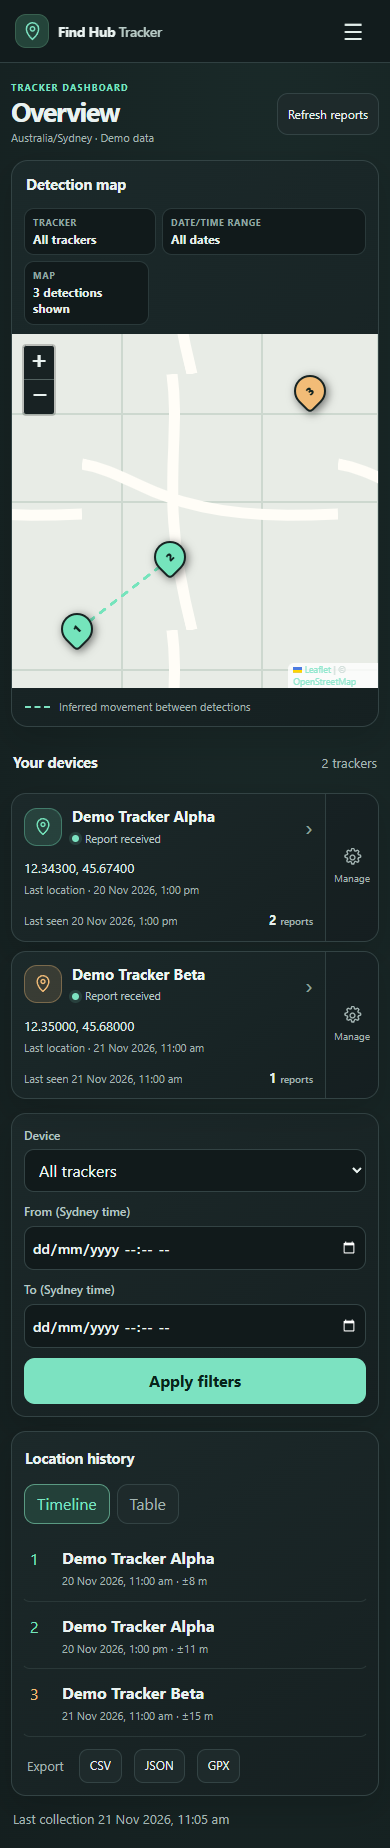 Find Hub Tracker
TRACKER DASHBOARD
Overview
Australia/Sydney · Demo data
Refresh reports
Detection map
TRACKER
All trackers
DATE/TIME RANGE
All dates
MAP
3 detections
shown
+
−
3
2
1
Leaflet | ©
OpenStreetMap
Inferred movement between detections
Your devices
2 trackers
Demo Tracker Alpha
Report received
12.34300, 45.67400
Last location · 20 Nov 2026, 1:00 pm
Last seen 20 Nov 2026, 1:00 pm
2 reports
Manage
Demo Tracker Beta
Report received
12.35000, 45.68000
Last location · 21 Nov 2026, 11:00 am
Last seen 21 Nov 2026, 11:00 am
1 reports
Manage
Device
All trackers
From (Sydney time)
dd/mm/yyyy --:-- --
To (Sydney time)
dd/mm/yyyy --:-- --
Apply filters
Location history
Timeline
Table
1 Demo Tracker Alpha
20 Nov 2026, 11:00 am · ±8 m
2 Demo Tracker Alpha
20 Nov 2026, 1:00 pm · ±11 m
3 Demo Tracker Beta
21 Nov 2026, 11:00 am · ±15 m
Export
CSV
JSON
GPX
Last collection 21 Nov 2026, 11:05 am